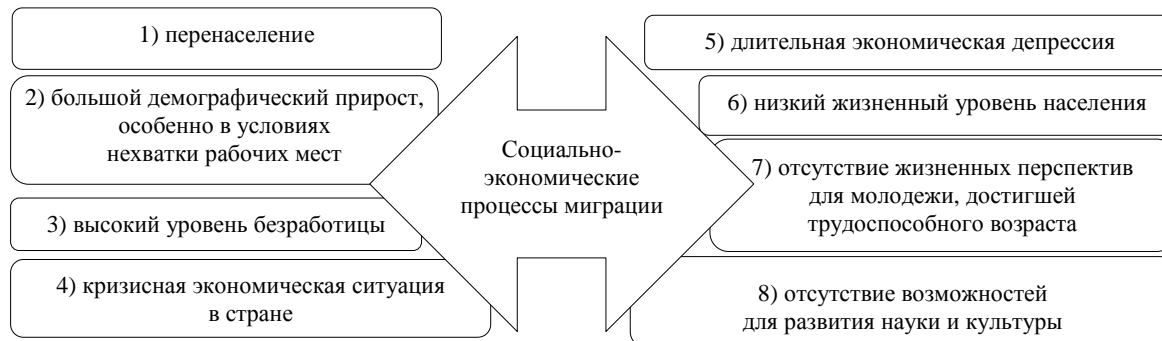 1) перенаселение
2) большой демографический прирост,
особенно в условиях
нехватки рабочих мест
3) высокий уровень безработицы
4) кризисная экономическая ситуация
в стране
Социально-
экономические
процессы миграции
5) длительная экономическая депрессия
6) низкий жизненный уровень населения
7) отсутствие жизненных перспектив
для молодежи, достигшей
трудоспособного возраста
8) отсутствие возможностей
для развития науки и культуры